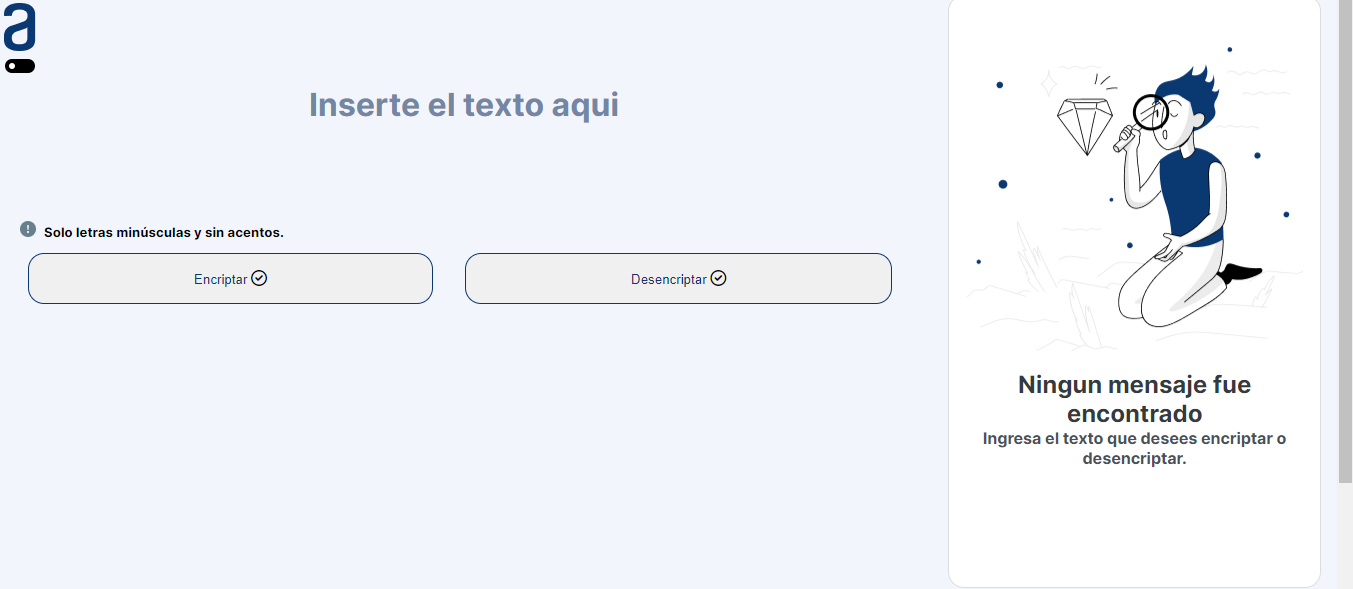 a
Inserte el texto aqui
! Solo letras minúsculas y sin acentos.
Encriptar
Desencriptar
Ningun mensaje fue
encontrado
Ingresa el texto que desees encriptar o
desencriptar.